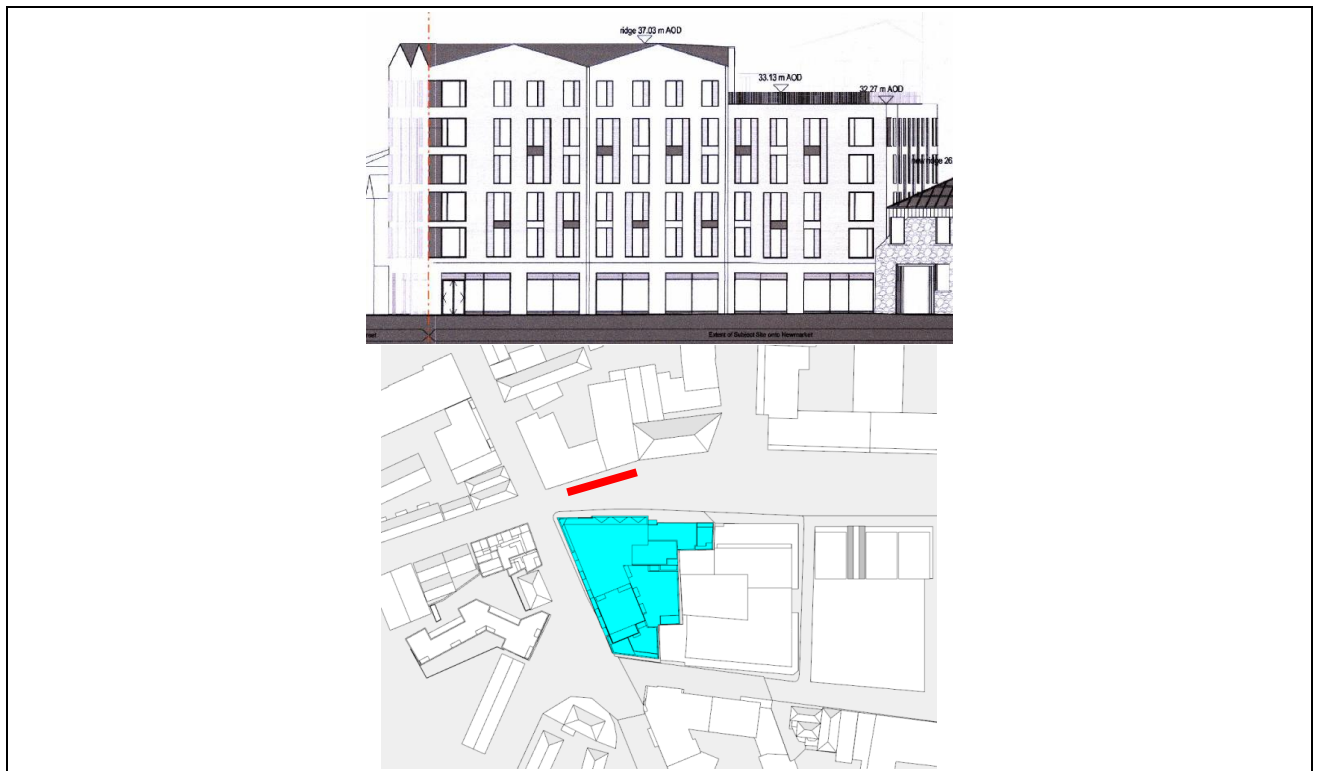 ridge 37.03 m AOD
33.13 m AOD
32.27 m AOD
new ridge 26
Extent of Subject Site onto Newmarket